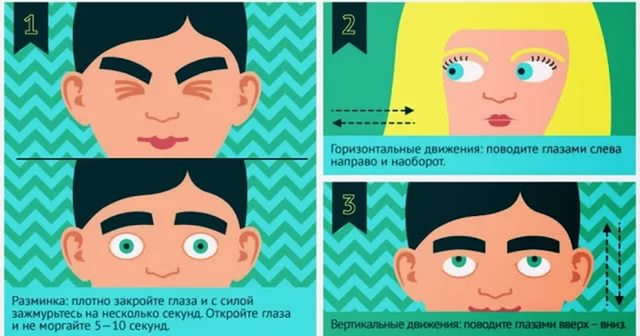 1
Разминка: плотно закройте глаза и с силой
зажмурьтесь на несколько секунд. Откройте глаза
и не моргайте 5—10 секунд.
2
Горизонтальные движения: поводите глазами слева
направо и наоборот.
3
Вертикальные движения: поводите глазами вверх – вниз.